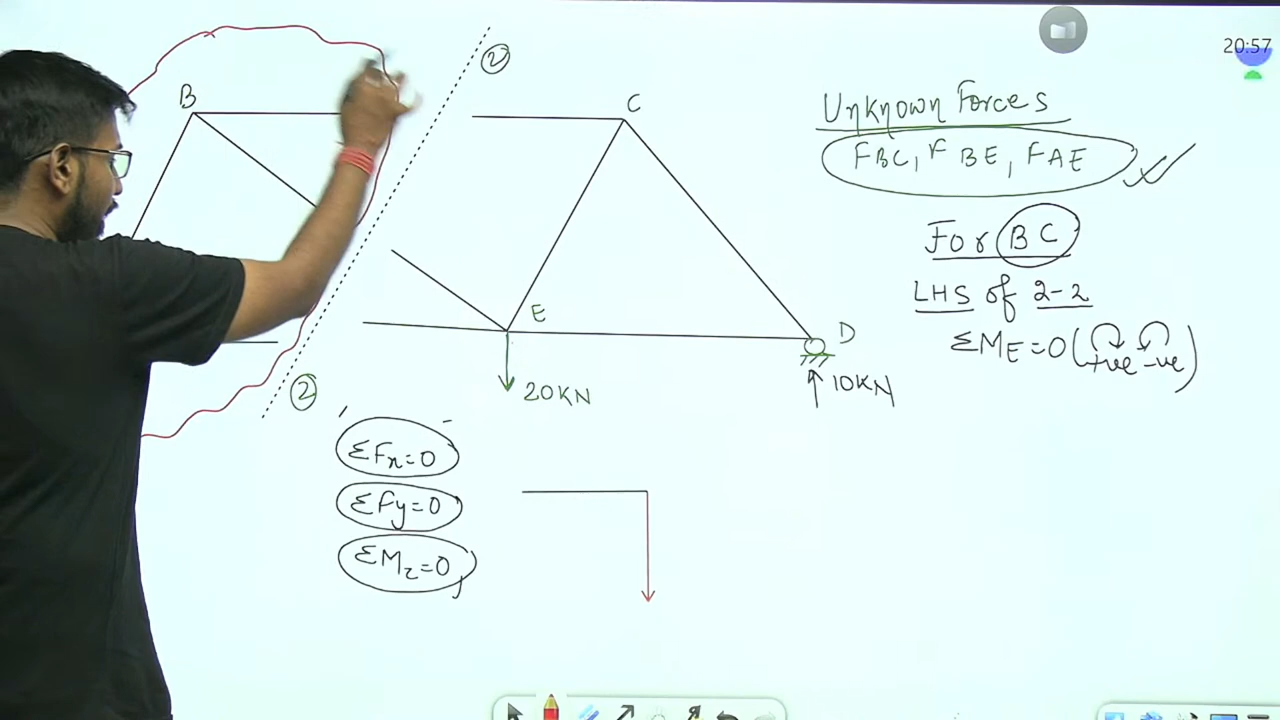 20:57
②
B
C
Unknown Forces
FBC, F BE, FAE
For BC
LHS of 2-2
ΣME=0(+ve -ve)
E
D
20KN
10KN
②
ΣFx=0
ΣFy=0
ΣMz=0